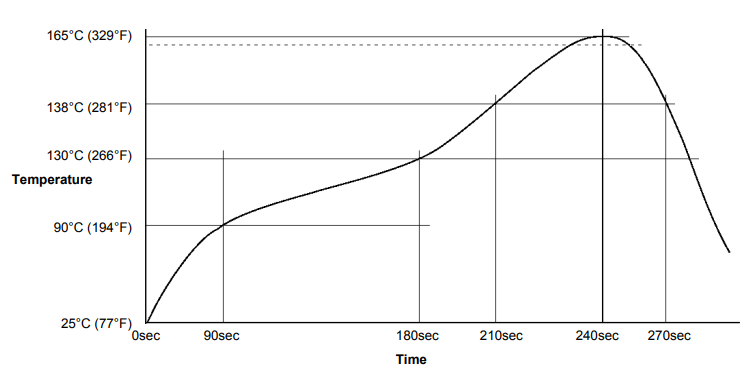 165°C (329°F)
138°C (281°F)
130°C (266°F)
Temperature
90°C (194°F)
25°C (77°F)
0sec 90sec 180sec 210sec 240sec 270sec
Time